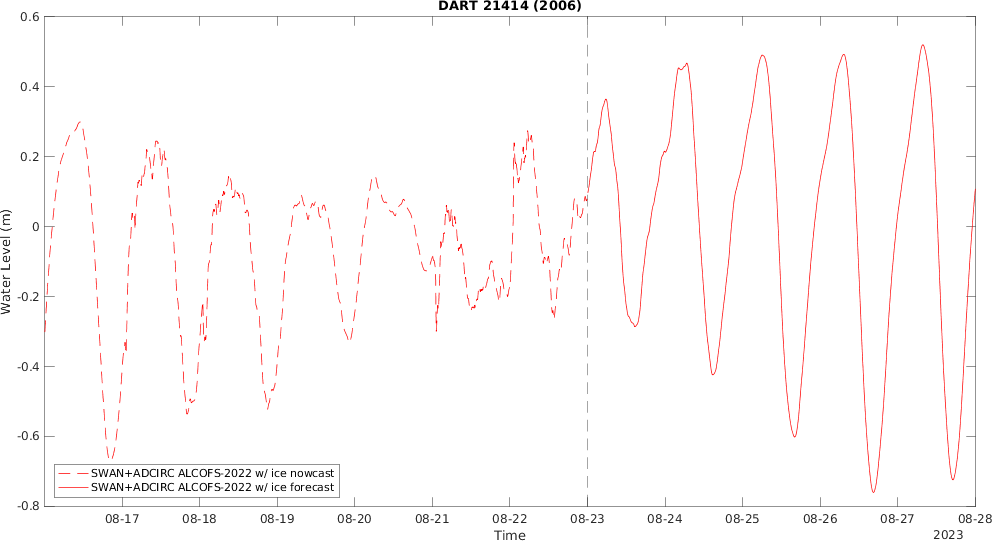 DART 21414 (2006)
0.6
0.4
0.2
0
-0.2
-0.4
-0.6
-0.8
Water Level (m)
SWAN+ADCIRC ALCOFS-2022 w/ ice nowcast
SWAN+ADCIRC ALCOFS-2022 w/ ice forecast
08-17 08-18 08-19 08-20 08-21 08-22 08-23 08-24 08-25 08-26 08-27 08-28
Time
2023